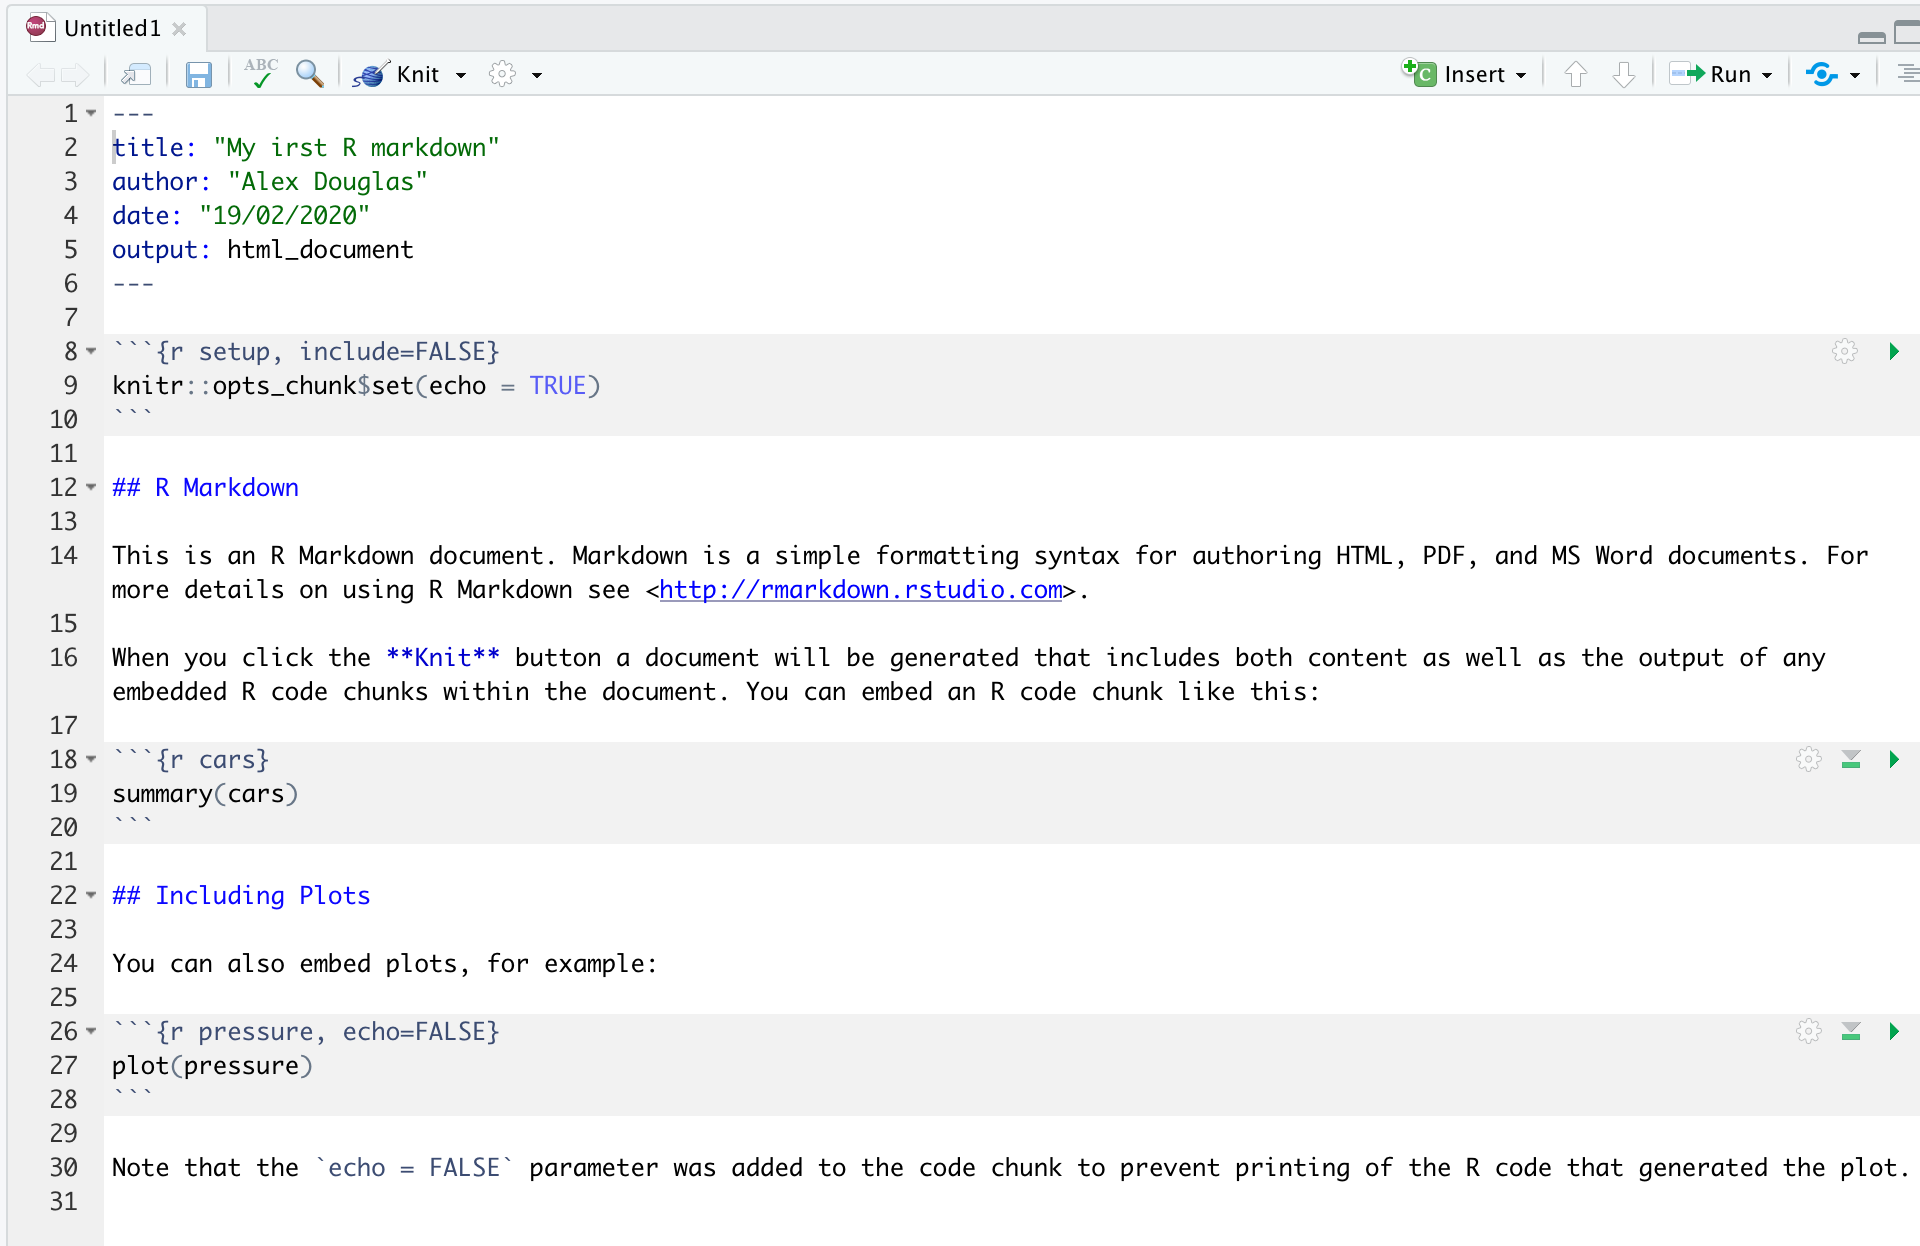 Rmd Untitled1
ABC Knit Insert Run
1 ---
2 title: "My irst R markdown"
3 author: "Alex Douglas"
4 date: "19/02/2020"
5 output: html_document
6 ---
7
8 ```{r setup, include=FALSE}
9 knitr::opts_chunk$set(echo = TRUE)
10 ```
11
12 ## R Markdown
13
14 This is an R Markdown document. Markdown is a simple formatting syntax for authoring HTML, PDF, and MS Word documents. For
more details on using R Markdown see <http://rmarkdown.rstudio.com>.
15
16 When you click the **Knit** button a document will be generated that includes both content as well as the output of any
embedded R code chunks within the document. You can embed an R code chunk like this:
17
18 ```{r cars}
19 summary(cars)
20 ```
21
22 ## Including Plots
23
24 You can also embed plots, for example:
25
26 ```{r pressure, echo=FALSE}
27 plot(pressure)
28 ```
29
30 Note that the `echo = FALSE` parameter was added to the code chunk to prevent printing of the R code that generated the plot.
31